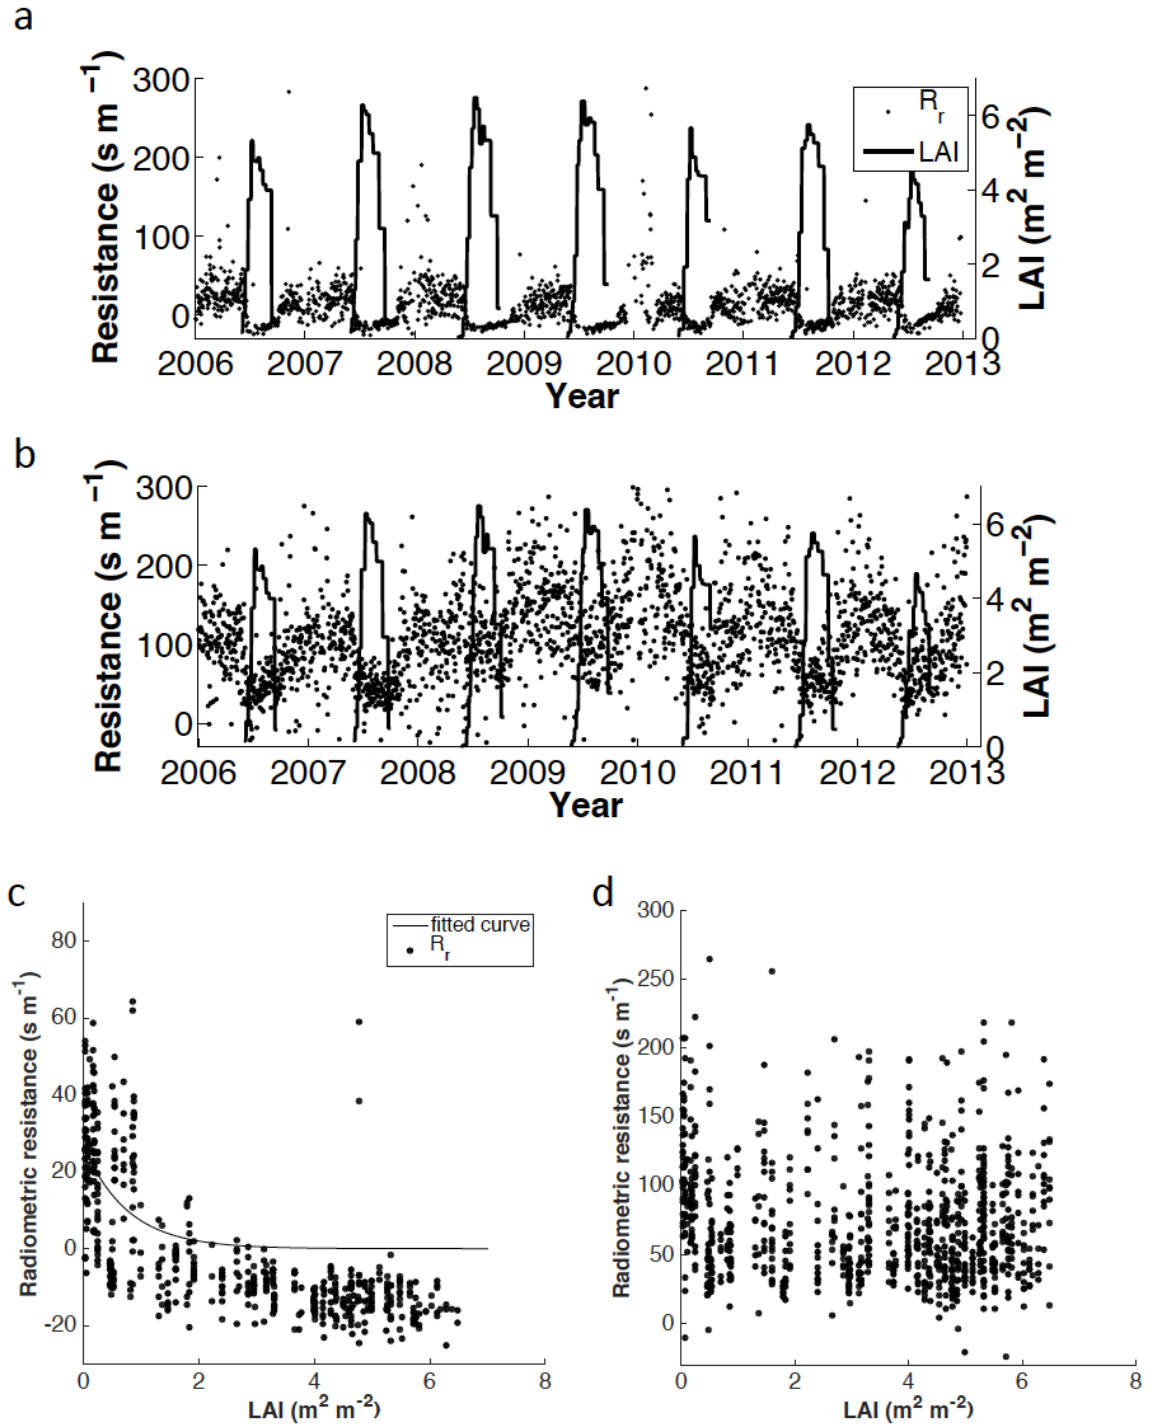 a
Resistance (s m −1)
300
200
100
0
R r
LAI
6
4
2
0
LAI (m2 m−2)
2006 2007 2008 2009 2010 2011 2012 2013
Year
b
Resistance (s m −1)
300
200
100
0
6
4
2
0
LAI (m2 m−2)
2006 2007 2008 2009 2010 2011 2012 2013
Year
c
Radiometric resistance (s m-1)
80
60
40
20
0
-20
fitted curve
R r
0 2 4 6 8
LAI (m2 m-2)
d
Radiometric resistance (s m-1)
300
250
200
150
100
50
0
0 2 4 6 8
LAI (m2 m-2)